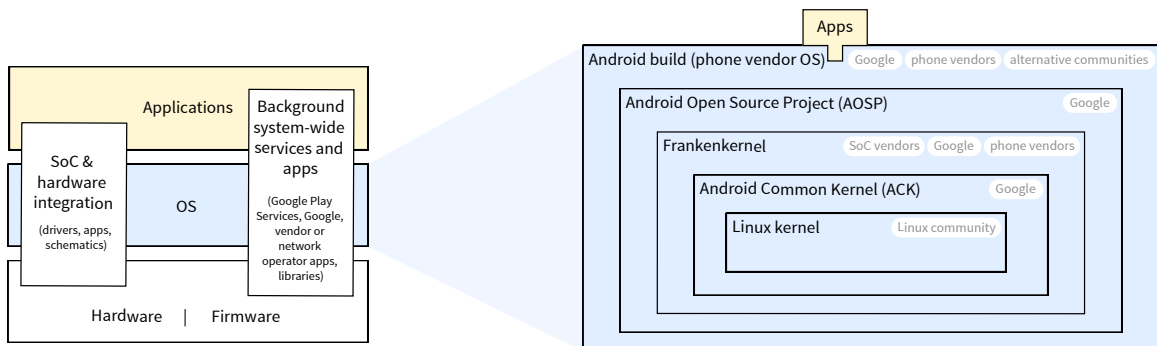 Applications
Background
system-wide
services and
apps
(Google Play
Services, Google,
vendor or
network
operator apps,
libraries)
SoC &
hardware
integration
(drivers, apps,
schematics)
OS
Hardware | Firmware
Apps
Android build (phone vendor OS) Google phone vendors alternative communities
Android Open Source Project (AOSP) Google
Frankenkernel SoC vendors Google phone vendors
Android Common Kernel (ACK) Google
Linux kernel Linux community